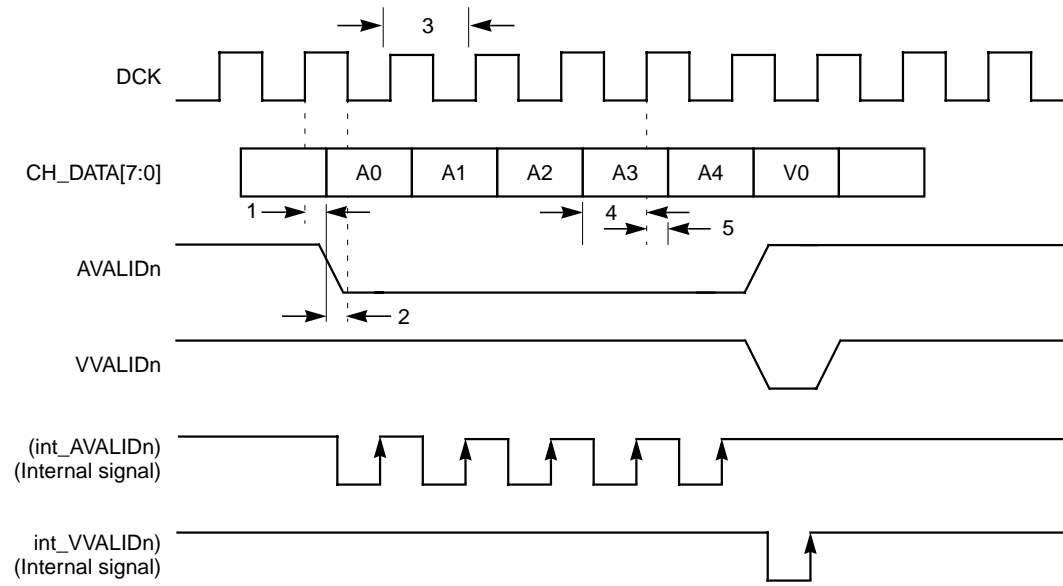 3
DCK
CH_DATA[7:0]
A0 A1 A2 A3 A4 V0
1 4 5
AVALIDn
2
VVALIDn
(int_AVALIDn)
(Internal signal)
int_VVALIDn)
(Internal signal)